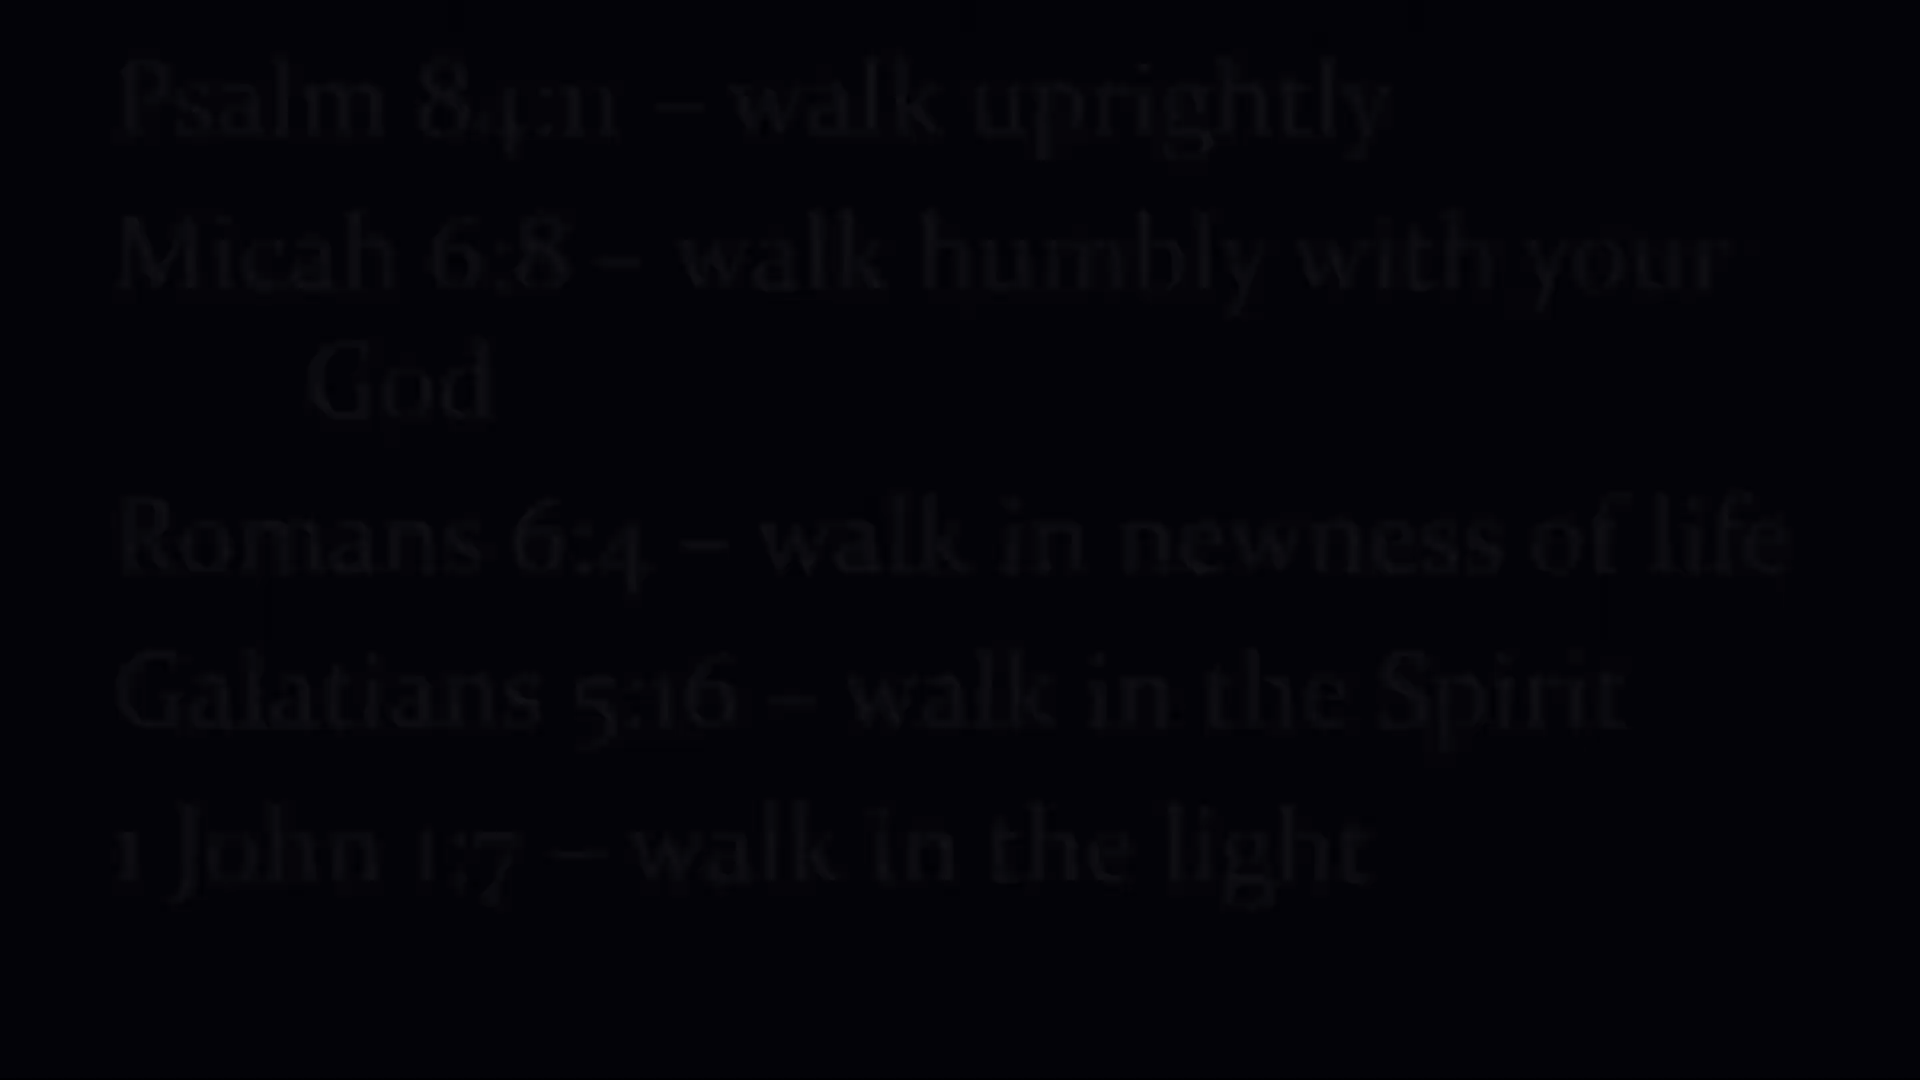 Psalm 84:11 – walk uprightly
Micah 6:8 – walk humbly with your
God
Romans 6:4 – walk in newness of life
Galatians 5:16 – walk in the Spirit
1 John 1:7 – walk in the light